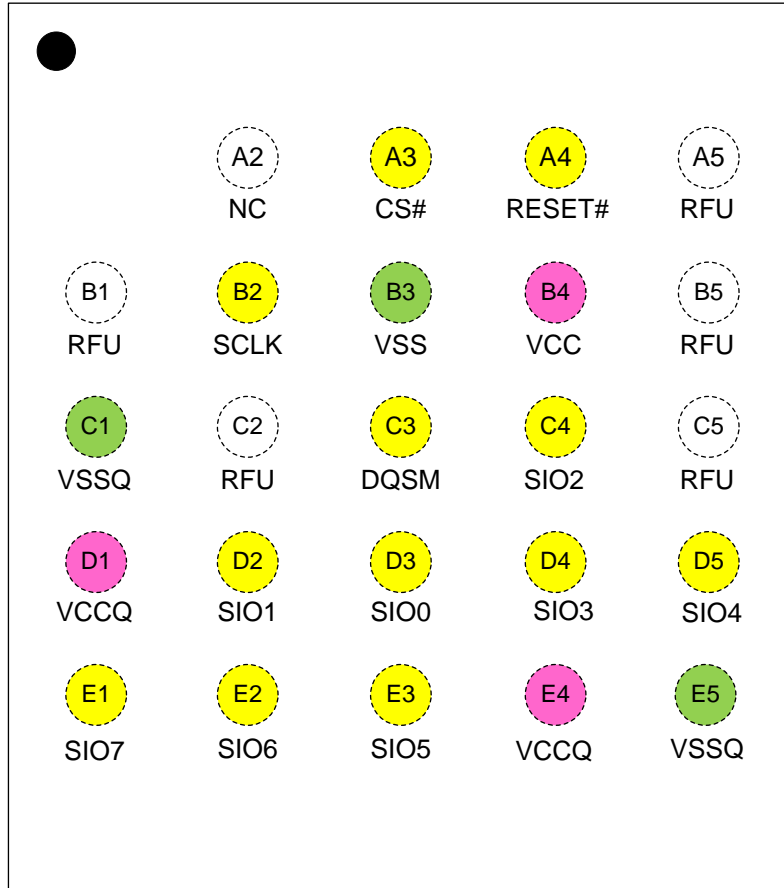 A2 A3 A4 A5
NC CS# RESET# RFU
B1 B2 B3 B4 B5
RFU SCLK VSS VCC RFU
C1 C2 C3 C4 C5
VSSQ RFU DQSM SIO2 RFU
D1 D2 D3 D4 D5
VCCQ SIO1 SIO0 SIO3 SIO4
E1 E2 E3 E4 E5
SIO7 SIO6 SIO5 VCCQ VSSQ